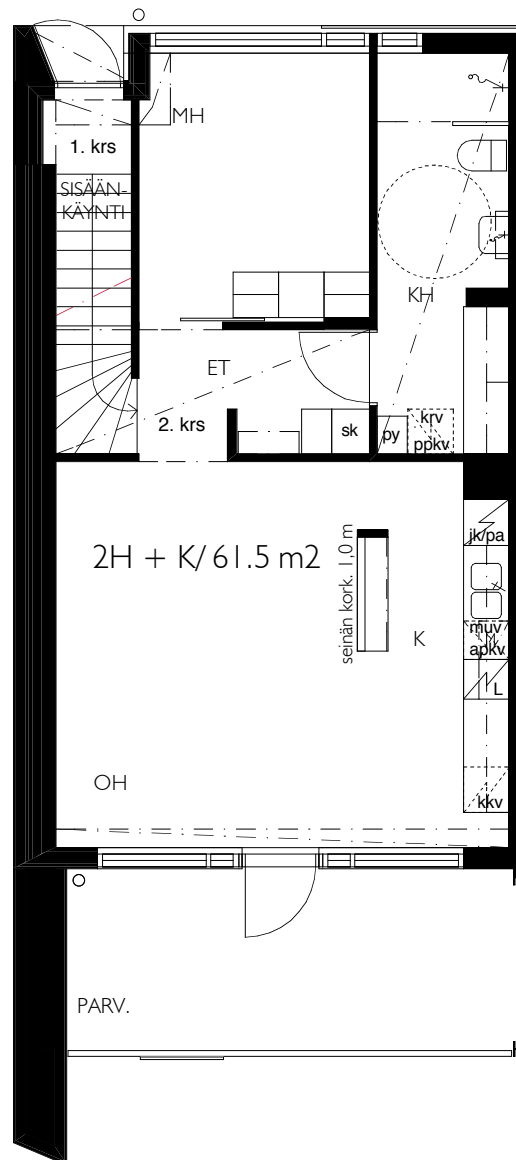 MH
1. krs
SISÄÄN-
KÄYNTI
KH
ET
2. krs
sk
py
krv
ppkv
2H + K/ 61.5 m2
seinän kork. 1,0 m
jk/pa
K
muv
apkv
L
OH
kkv
PARV.